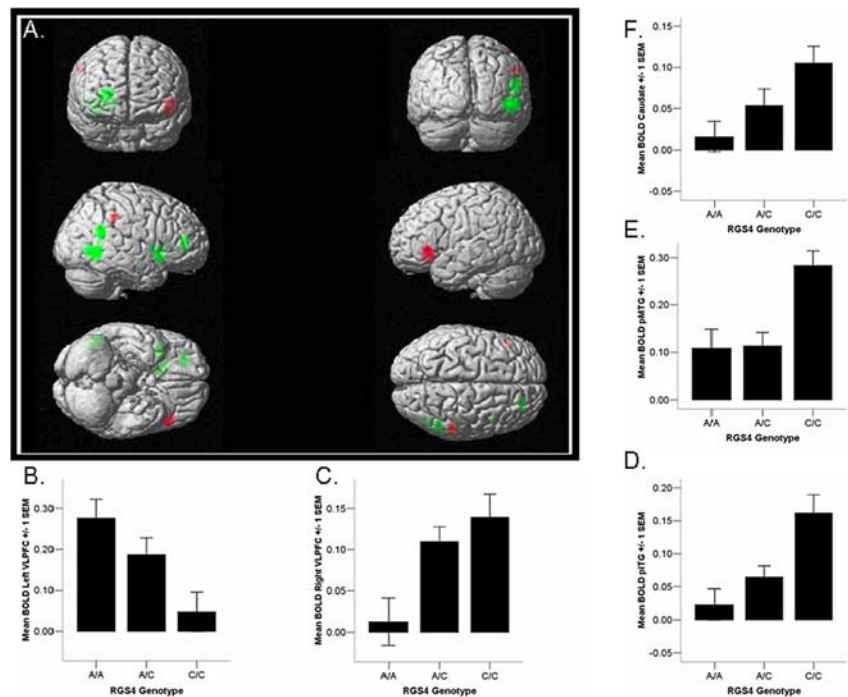 A.
B.
Mean BOLD Left VLPFC +/- 1 SEM
0.30
0.20
0.10
0.00
A/A
A/C
C/C
RGS4 Genotype
C.
Mean BOLD Right VLPFC +/- 1 SEM
0.15
0.10
0.05
0.00
A/A
A/C
C/C
RGS4 Genotype
F.
Mean BOLD Caudate +/- 1 SEM
0.15
0.10
0.05
0.00
-0.05
A/A
A/C
C/C
RGS4 Genotype
E.
Mean BOLD pMTG +/- 1 SEM
0.30
0.20
0.10
0.00
A/A
A/C
C/C
RGS4 Genotype
D.
Mean BOLD pITG +/- 1 SEM
0.20
0.15
0.10
0.05
0.00
-0.05
A/A
A/C
C/C
RGS4 Genotype